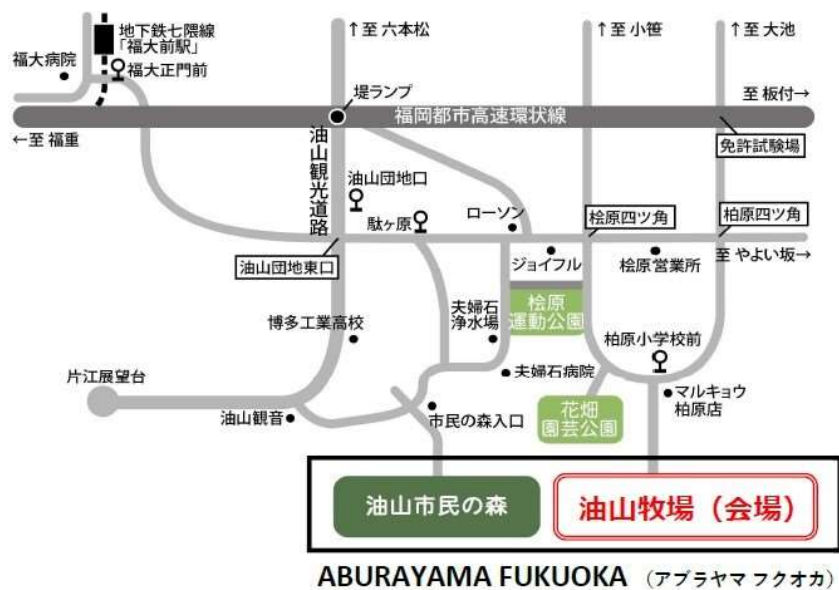 地下鉄七隈線
「福大前駅」
↑至 六本松
↑至 小笹
↑至 大池
福大病院
福大正門前
堤ランプ
至 板付→
福岡都市高速環状線
←至 福重
免許試験場
油山観光道路
油山団地口
駄ヶ原
ローソン
桧原四ツ角
柏原四ツ角
油山団地東口
ジョイフル
桧原営業所
至 やよい坂→
桧原
運動公園
博多工業高校
夫婦石
浄水場
柏原小学校前
片江展望台
夫婦石病院
マルキョウ
柏原店
油山観音
市民の森入口
花畑
園芸公園
油山市民の森
油山牧場（会場）
ABURAYAMA FUKUOKA （アブラヤマ フクオカ）